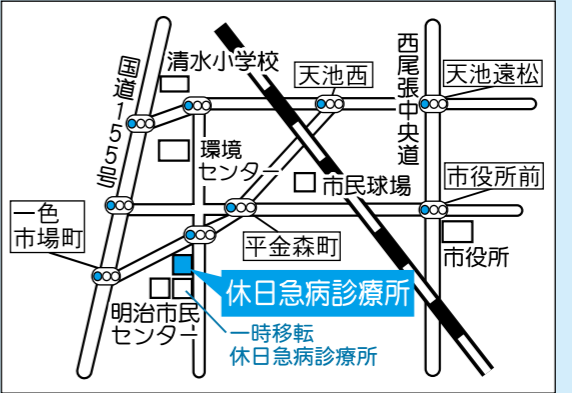 国道155号
清水小学校
天池西
西尾張中央道
天池遠松
環境
センター
市民球場
市役所前
一色
市場町
平金森町
市役所
休日急病診療所
明治市民
センター
一時移転
休日急病診療所